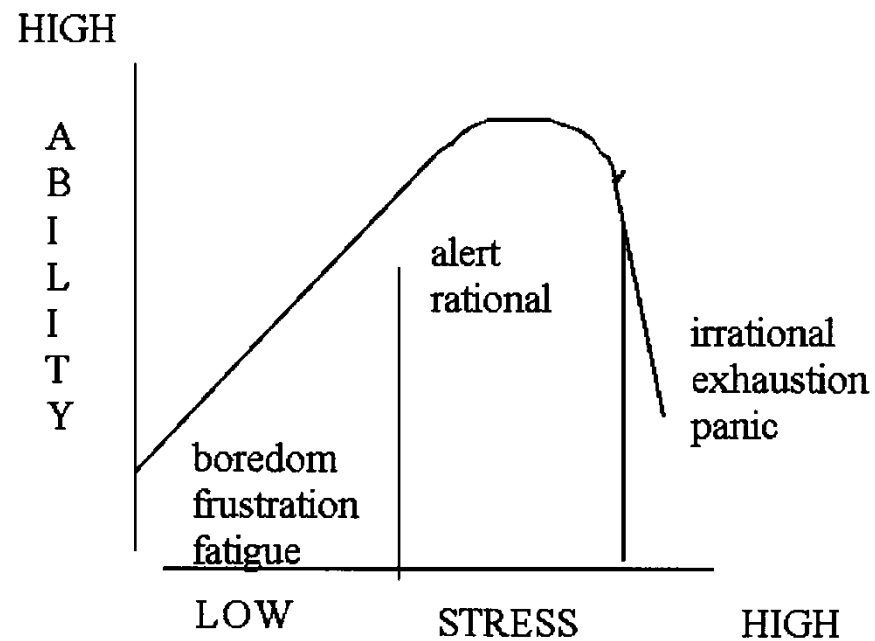 HIGH
A
B
I
L
I
T
Y
alert
rational
irrational
exhaustion
panic
boredom
frustration
fatigue
LOW
STRESS
HIGH